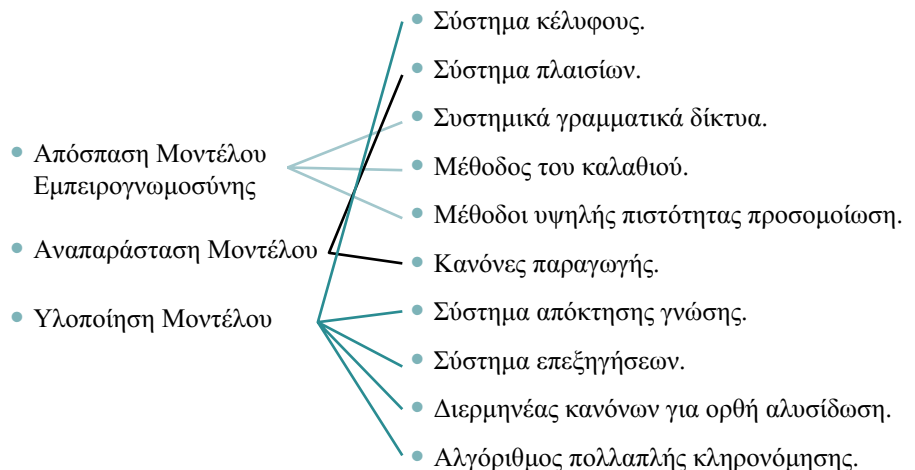 Απόσπαση Μοντέλου
Εμπειρογνωμοσύνης
Αναπαράσταση Μοντέλου
Υλοποίηση Μοντέλου
Σύστημα κέλυφους.
Σύστημα πλαισίων.
Συστημικά γραμματικά δίκτυα.
Μέθοδος του καλαθιού.
Μέθοδοι υψηλής πιστότητας προσομοίωση.
Κανόνες παραγωγής.
Σύστημα απόκτησης γνώσης.
Σύστημα επεξηγήσεων.
Διερμηνέας κανόνων για ορθή αλυσίδωση.
Αλγόριθμος πολλαπλής κληρονόμησης.